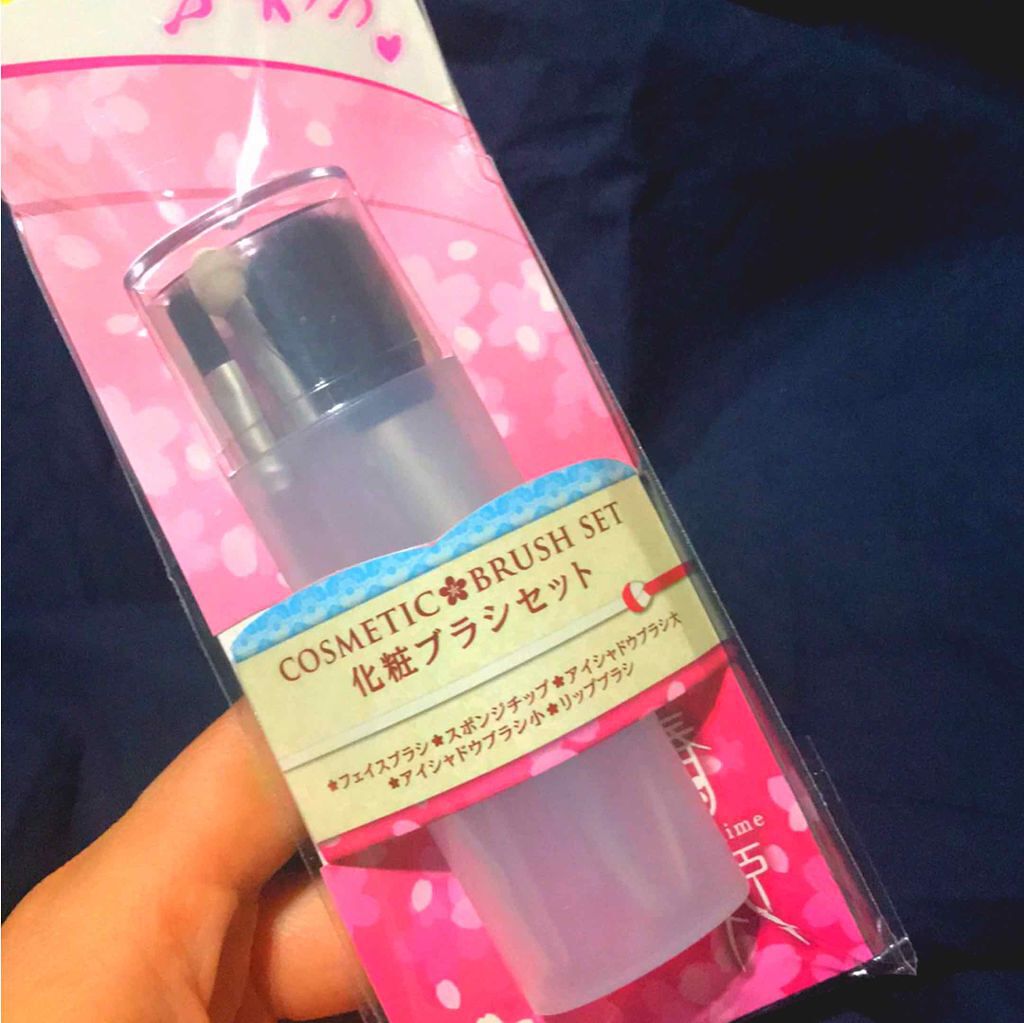 COSMETIC BRUSH SET
化粧ブラシセット
フェイスブラシ★スポンジチップ★アイシャドウブラシ大
アイシャドウブラシ小★リップブラシ